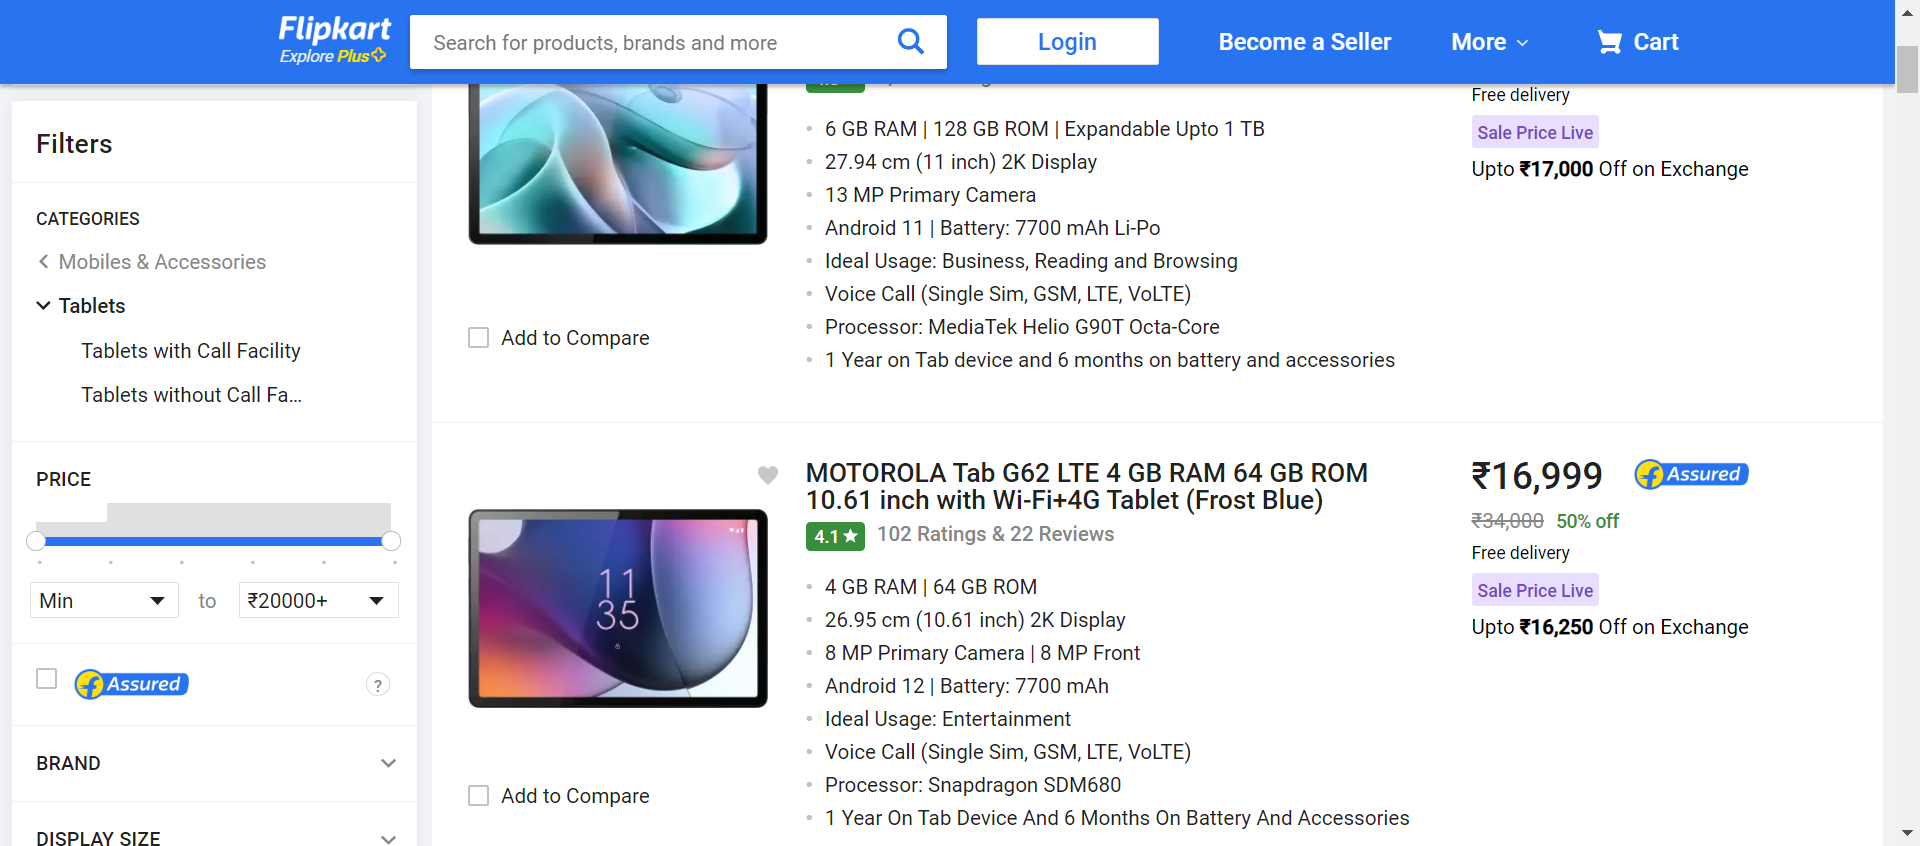 Flipkart
Explore Plus
Search for products, brands and more
Login
Become a Seller
More
Cart
Filters
CATEGORIES
Mobiles & Accessories
Tablets
Tablets with Call Facility
Tablets without Call Fa...
PRICE
Min
to
₹20000+
Assured
?
BRAND
DISPLAY SIZE
6 GB RAM | 128 GB ROM | Expandable Upto 1 TB
27.94 cm (11 inch) 2K Display
13 MP Primary Camera
Android 11 | Battery: 7700 mAh Li-Po
Ideal Usage: Business, Reading and Browsing
Voice Call (Single Sim, GSM, LTE, VoLTE)
Processor: MediaTek Helio G90T Octa-Core
1 Year on Tab device and 6 months on battery and accessories
Add to Compare
Free delivery
Sale Price Live
Upto ₹17,000 Off on Exchange
11
35
Add to Compare
MOTOROLA Tab G62 LTE 4 GB RAM 64 GB ROM
10.61 inch with Wi-Fi+4G Tablet (Frost Blue)
4.1
102 Ratings & 22 Reviews
4 GB RAM | 64 GB ROM
26.95 cm (10.61 inch) 2K Display
8 MP Primary Camera | 8 MP Front
Android 12 | Battery: 7700 mAh
Ideal Usage: Entertainment
Voice Call (Single Sim, GSM, LTE, VoLTE)
Processor: Snapdragon SDM680
1 Year On Tab Device And 6 Months On Battery And Accessories
₹16,999
Assured
₹34,000 50% off
Free delivery
Sale Price Live
Upto ₹16,250 Off on Exchange